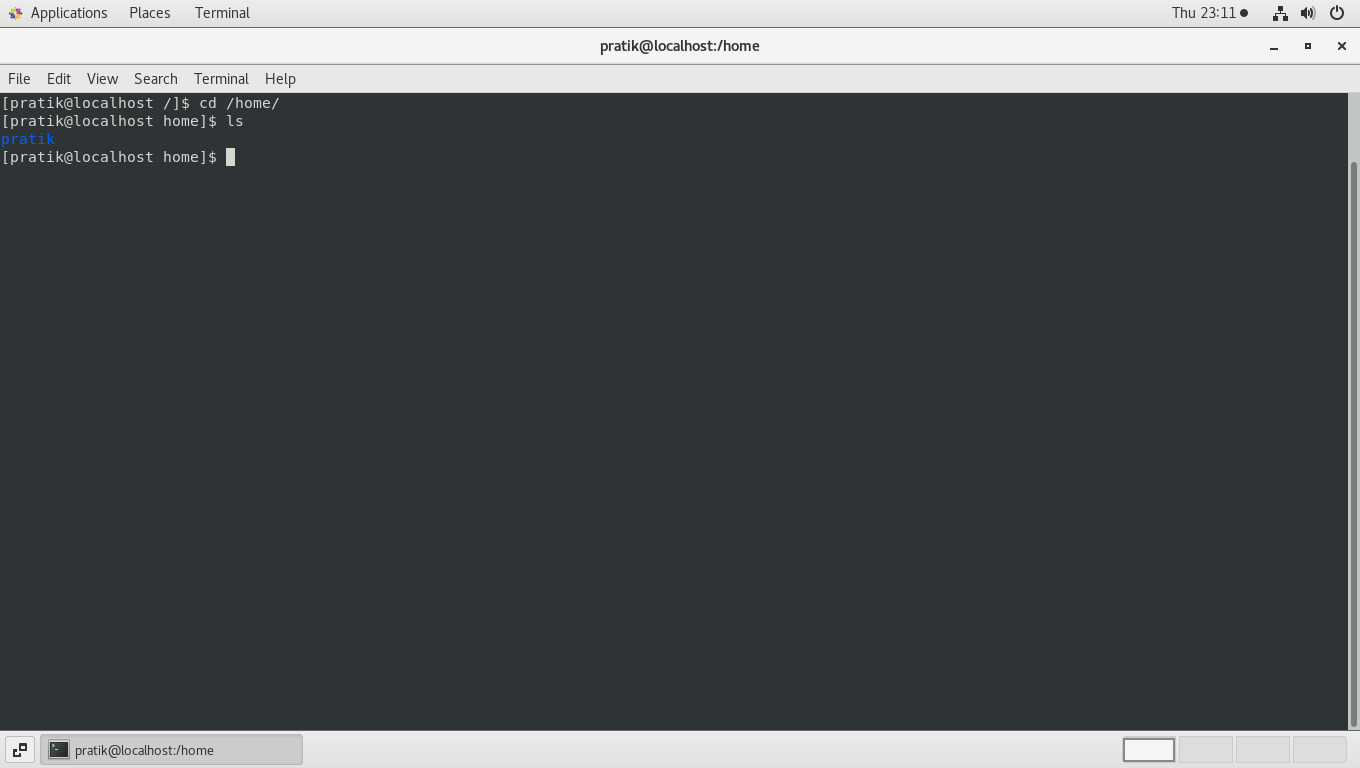 Applications Places Terminal Thu 23:11
pratik@localhost:/home
File Edit View Search Terminal Help
[pratik@localhost /]$ cd /home/
[pratik@localhost home]$ ls
pratik
[pratik@localhost home]$
pratik@localhost:/home